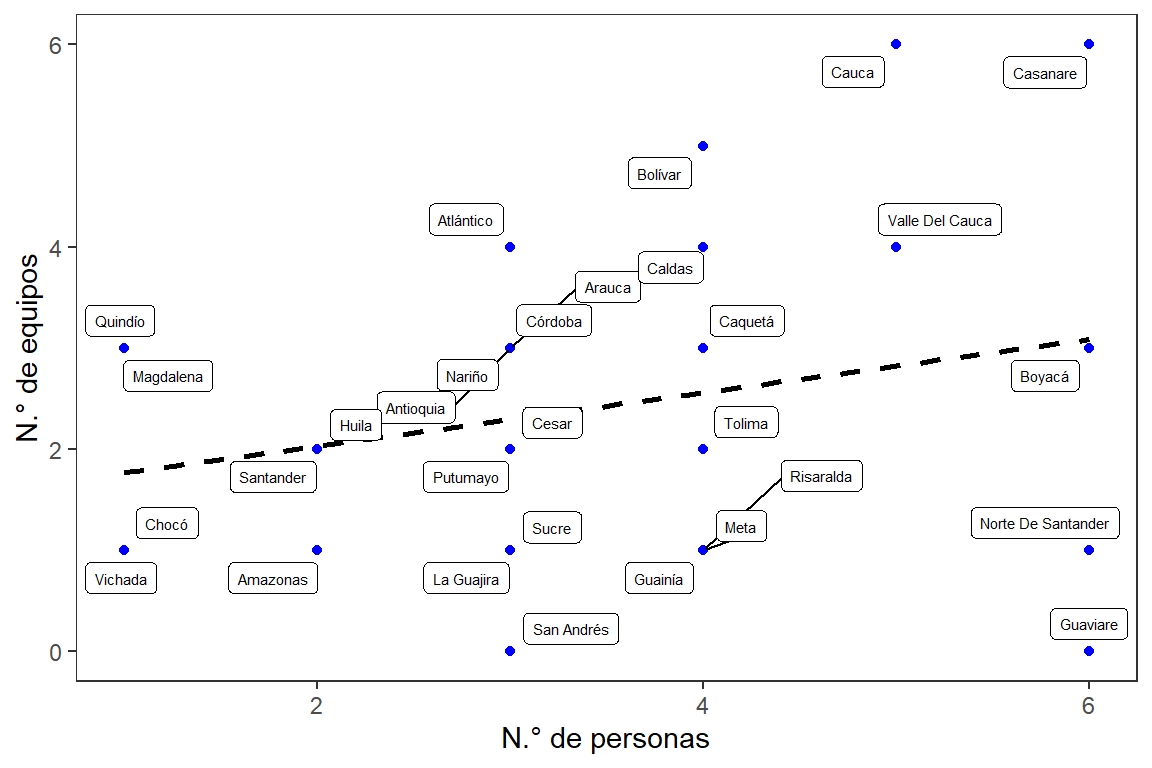 6
Cauca
Casanare
Bolívar
Atlántico
Valle Del Cauca
4
Caldas
Arauca
Quindío
Córdoba
Caquetá
Magdalena
Nariño
Boyacá
Antioquia
Huila
Cesar
Tolima
2
Santander
Putumayo
Risaralda
Chocó
Sucre
Meta
Norte De Santander
Vichada
Amazonas
La Guajira
Guainía
San Andrés
Guaviare
0
2
4
6
N.° de personas
N.° de equipos